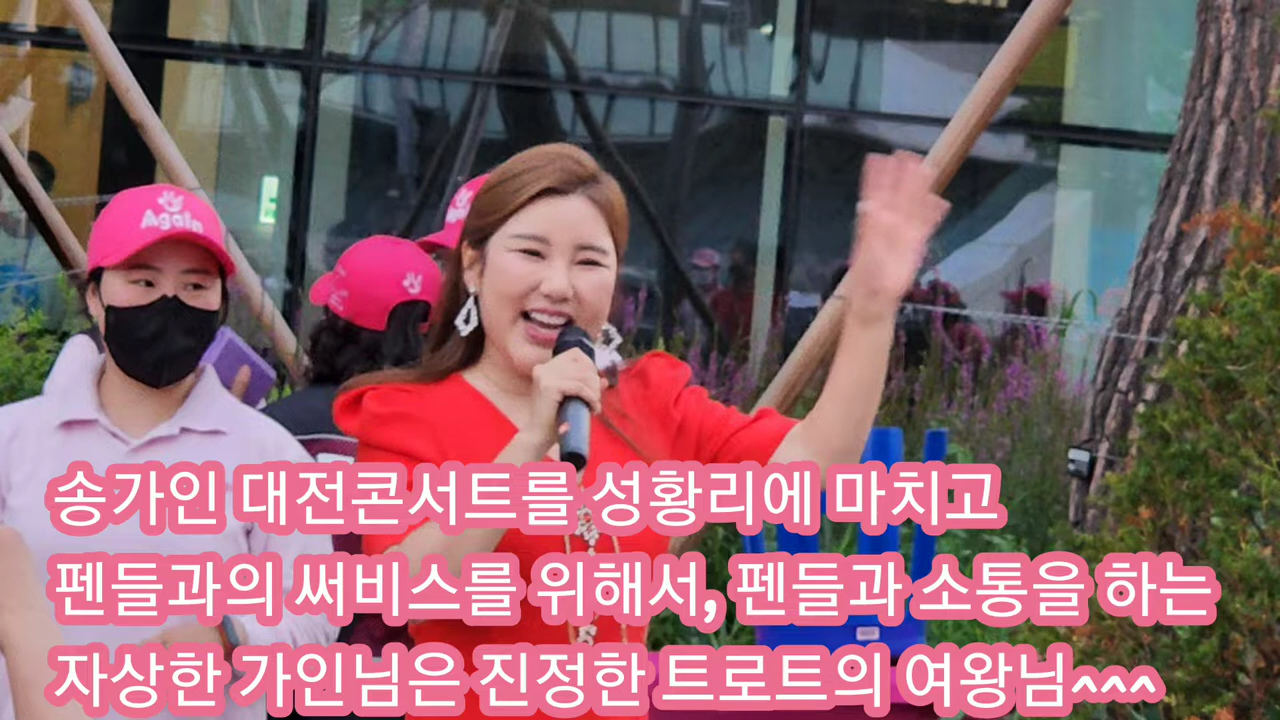 Again
송가인 대전콘서트를 성황리에 마치고
펜들과의 써비스를 위해서, 펜들과 소통을 하는
자상한 가인님은 진정한 트로트의 여왕님~~~